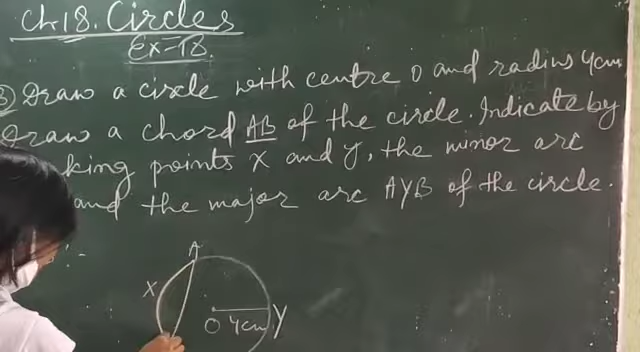 Ch18. Circles
Ex-18.
③ Draw a circle with centre O and radius 4cm
Draw a chord AB of the circle. Indicate by
king points X and Y, the minor arc
and the major arc AYB of the circle.
A
X
O 4cm Y